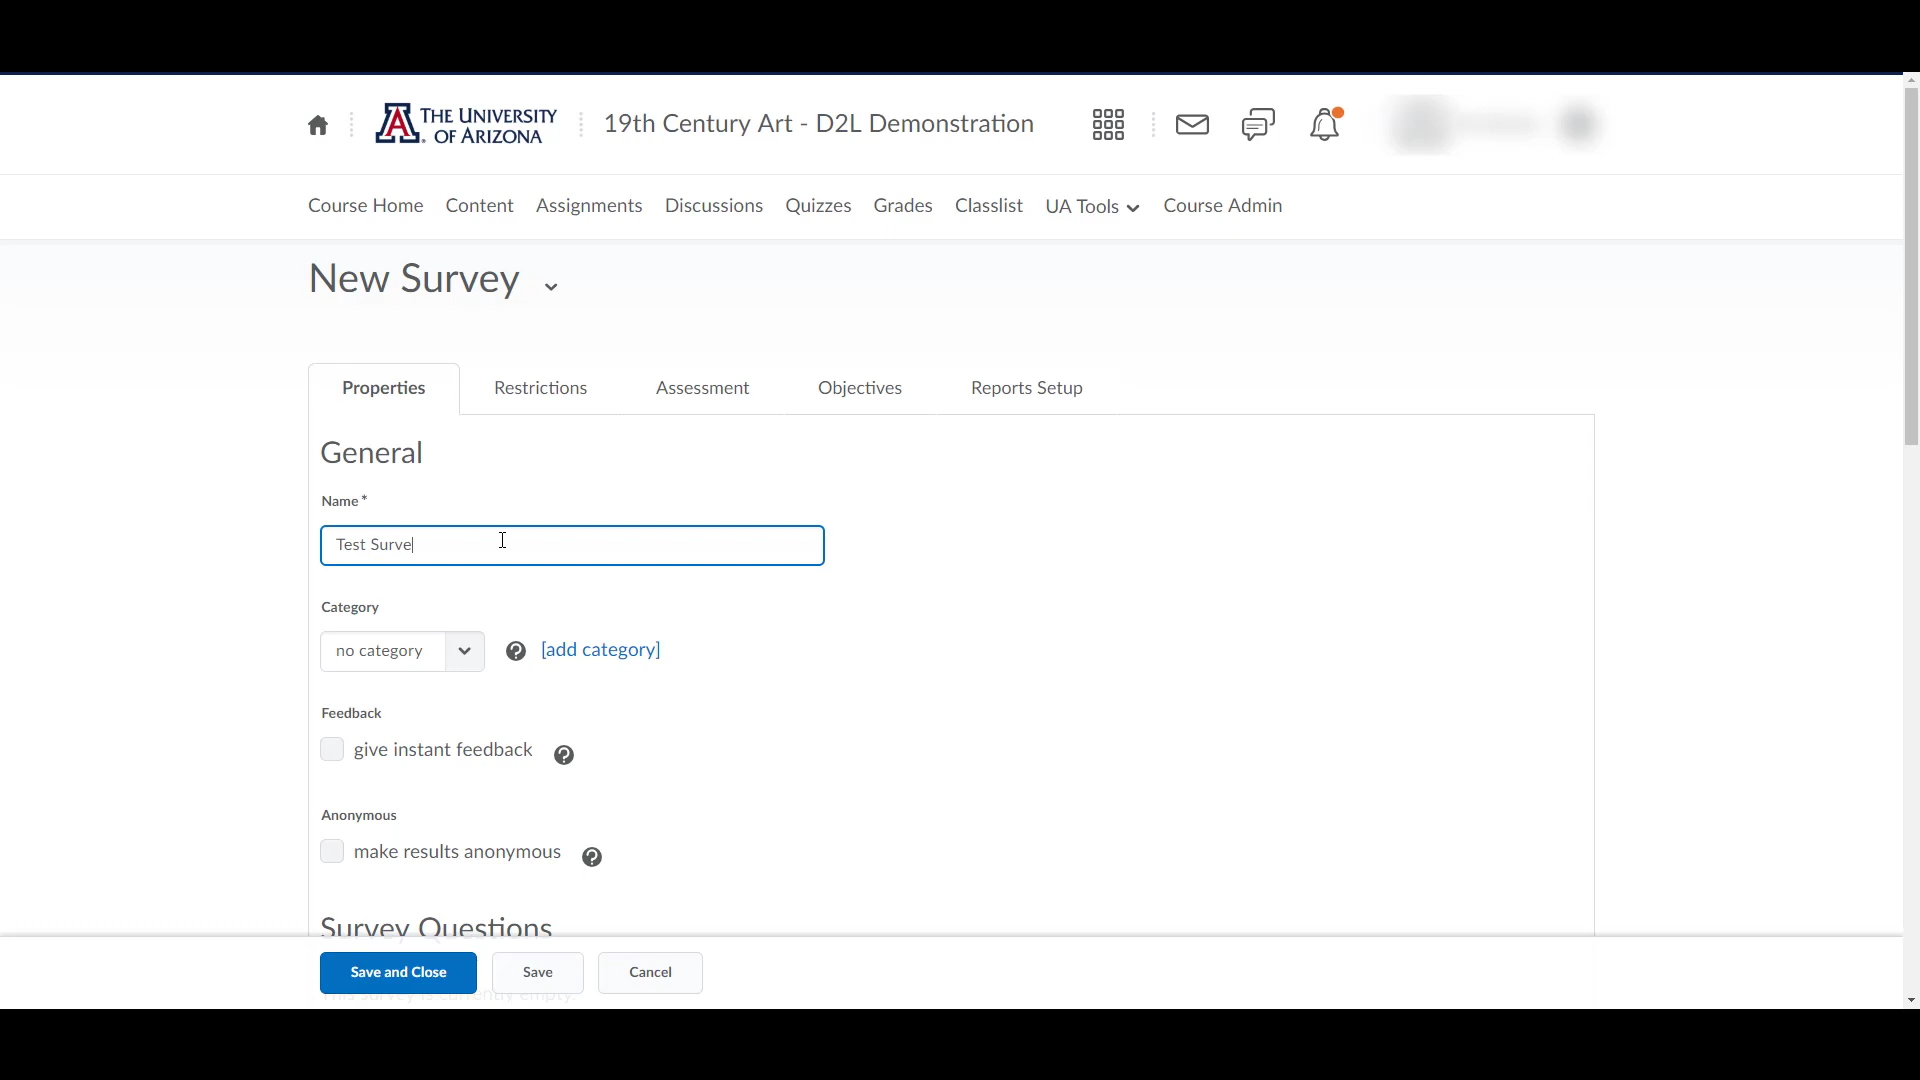 THE UNIVERSITY
OF ARIZONA
19th Century Art - D2L Demonstration
Course Home Content Assignments Discussions Quizzes Grades Classlist UA Tools Course Admin
New Survey
Properties Restrictions Assessment Objectives Reports Setup
General
Name *
Test Surve
Category
no category [add category]
Feedback
give instant feedback
Anonymous
make results anonymous
Survey Questions
Save and Close Save Cancel
This survey is currently empty.